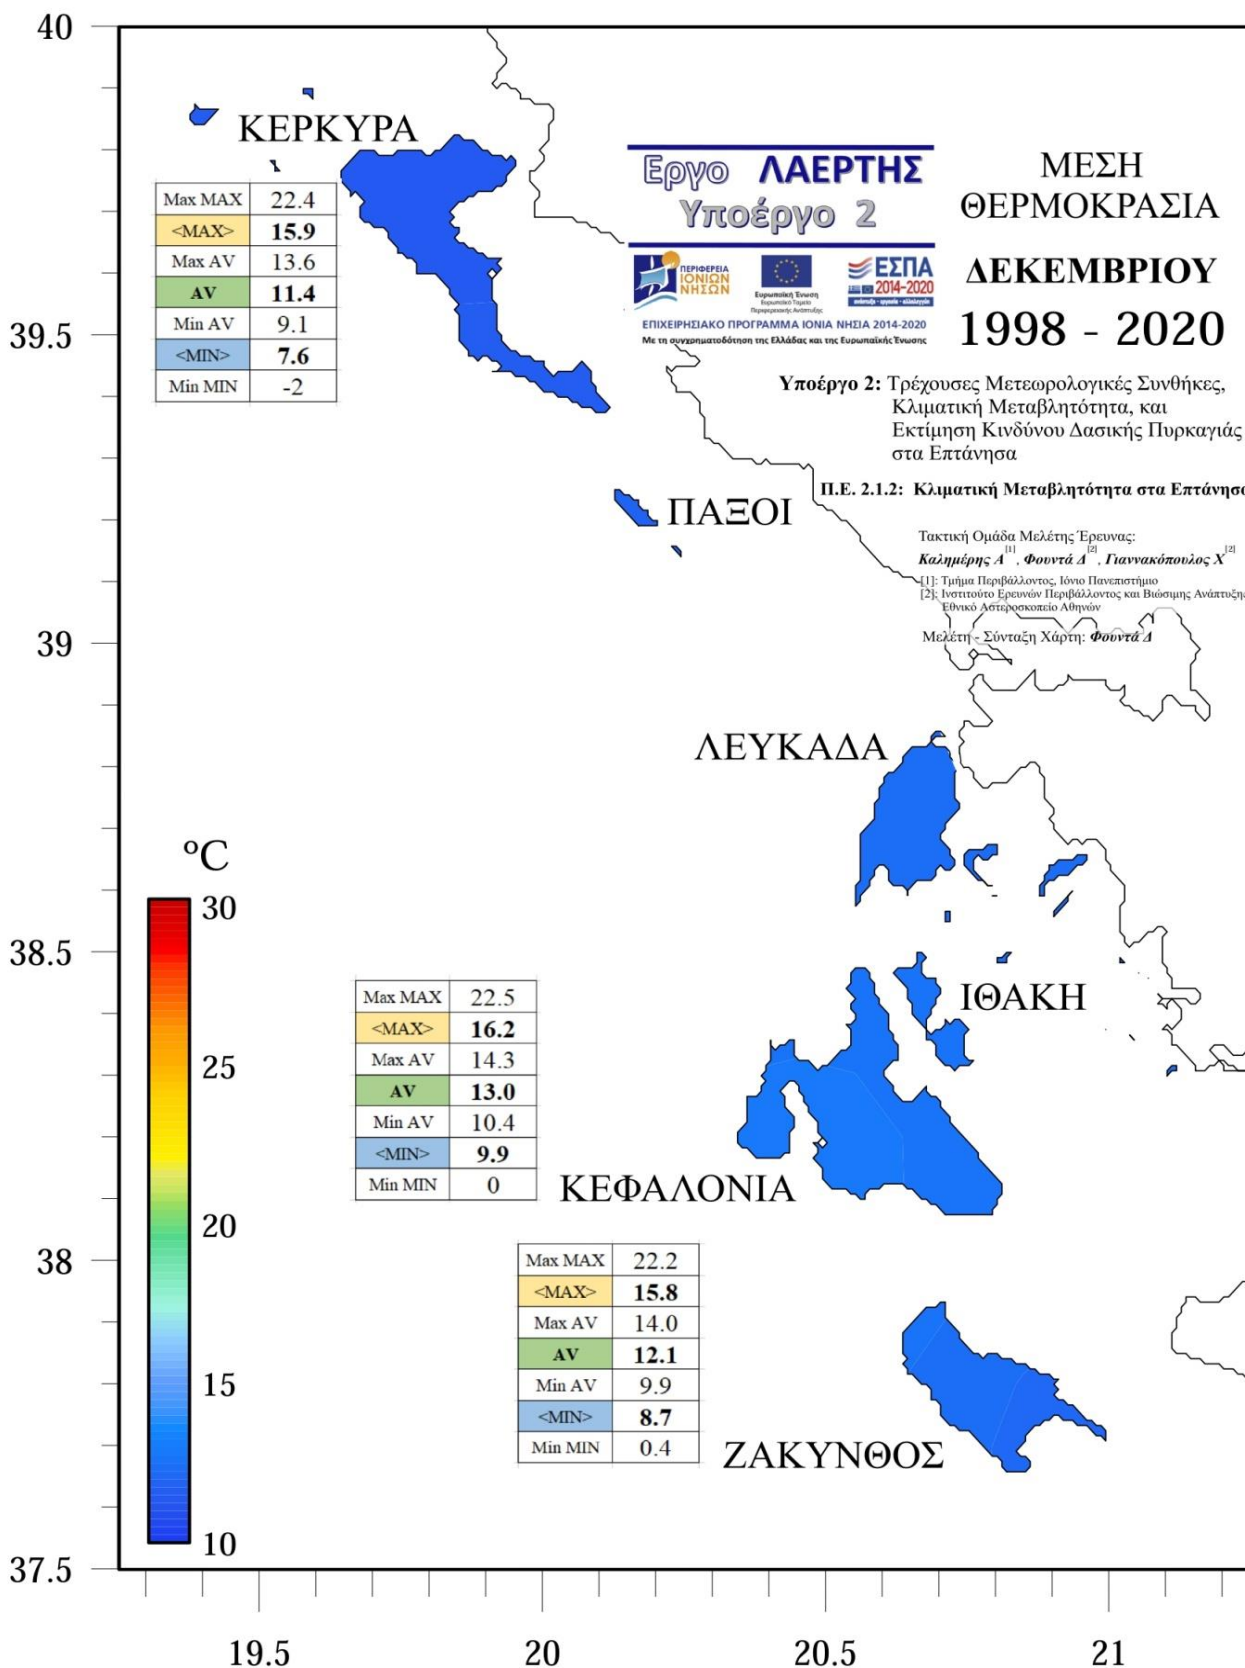 40
39.5
39
38.5
38
37.5
19.5
20
20.5
21
ΚΕΡΚΥΡΑ
Max MAX 22.4
<MAX> 15.9
Max AV 13.6
AV 11.4
Min AV 9.1
<MIN> 7.6
Min MIN -2
Εργο ΛΑΕΡΤΗΣ
Υποέργο 2
ΠΕΡΙΦΕΡΕΙΑ
ΙΟΝΙΩΝ
ΝΗΣΩΝ
Ευρωπαϊκή Ένωση
Ευρωπαϊκό Ταμείο
Περιφερειακής Ανάπτυξης
ΕΣΠΑ
2014-2020
ανάπτυξη - εργασία - αλληλεγγύη
ΕΠΙΧΕΙΡΗΣΙΑΚΟ ΠΡΟΓΡΑΜΜΑ ΙΟΝΙΑ ΝΗΣΙΑ 2014-2020
Με τη συγχρηματοδότηση της Ελλάδας και της Ευρωπαϊκής Ένωσης
ΜΕΣΗ
ΘΕΡΜΟΚΡΑΣΙΑ
ΔΕΚΕΜΒΡΙΟΥ
1998 - 2020
Υποέργο 2: Τρέχουσες Μετεωρολογικές Συνθήκες,
Κλιματική Μεταβλητότητα, και
Εκτίμηση Κινδύνου Δασικής Πυρκαγιάς
στα Επτάνησα
Π.Ε. 2.1.2: Κλιματική Μεταβλητότητα στα Επτάνησα
Τακτική Ομάδα Μελέτης Έρευνας:
Καλημέρης Α[1], Φουντά Δ[2], Γιαννακόπουλος Χ[2]
[1]: Τμήμα Περιβάλλοντος, Ιόνιο Πανεπιστήμιο
[2]: Ινστιτούτο Ερευνών Περιβάλλοντος και Βιώσιμης Ανάπτυξης
Εθνικό Αστεροσκοπείο Αθηνών
Μελέτη - Σύνταξη Χάρτη: Φουντά Δ
ΠΑΞΟΙ
ΛΕΥΚΑΔΑ
ΙΘΑΚΗ
°C
30
25
20
15
10
Max MAX 22.5
<MAX> 16.2
Max AV 14.3
AV 13.0
Min AV 10.4
<MIN> 9.9
Min MIN 0
ΚΕΦΑΛΟΝΙΑ
Max MAX 22.2
<MAX> 15.8
Max AV 14.0
AV 12.1
Min AV 9.9
<MIN> 8.7
Min MIN 0.4
ΖΑΚΥΝΘΟΣ